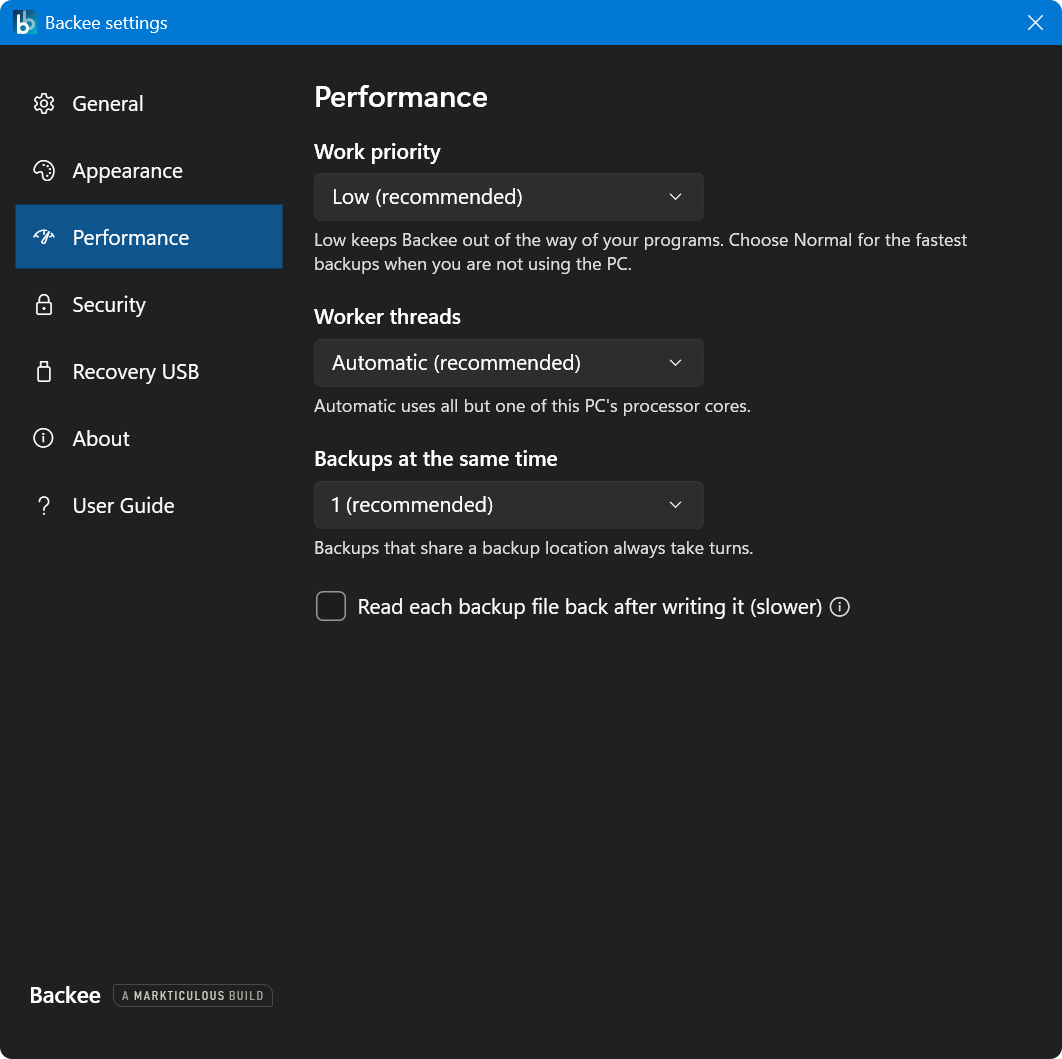 Backee settings
General
Appearance
Performance
Security
Recovery USB
About
User Guide
Performance
Work priority
Low (recommended)
Low keeps Backee out of the way of your programs. Choose Normal for the fastest
backups when you are not using the PC.
Worker threads
Automatic (recommended)
Automatic uses all but one of this PC's processor cores.
Backups at the same time
1 (recommended)
Backups that share a backup location always take turns.
Read each backup file back after writing it (slower)
Backee
A MARKTICULOUS BUILD